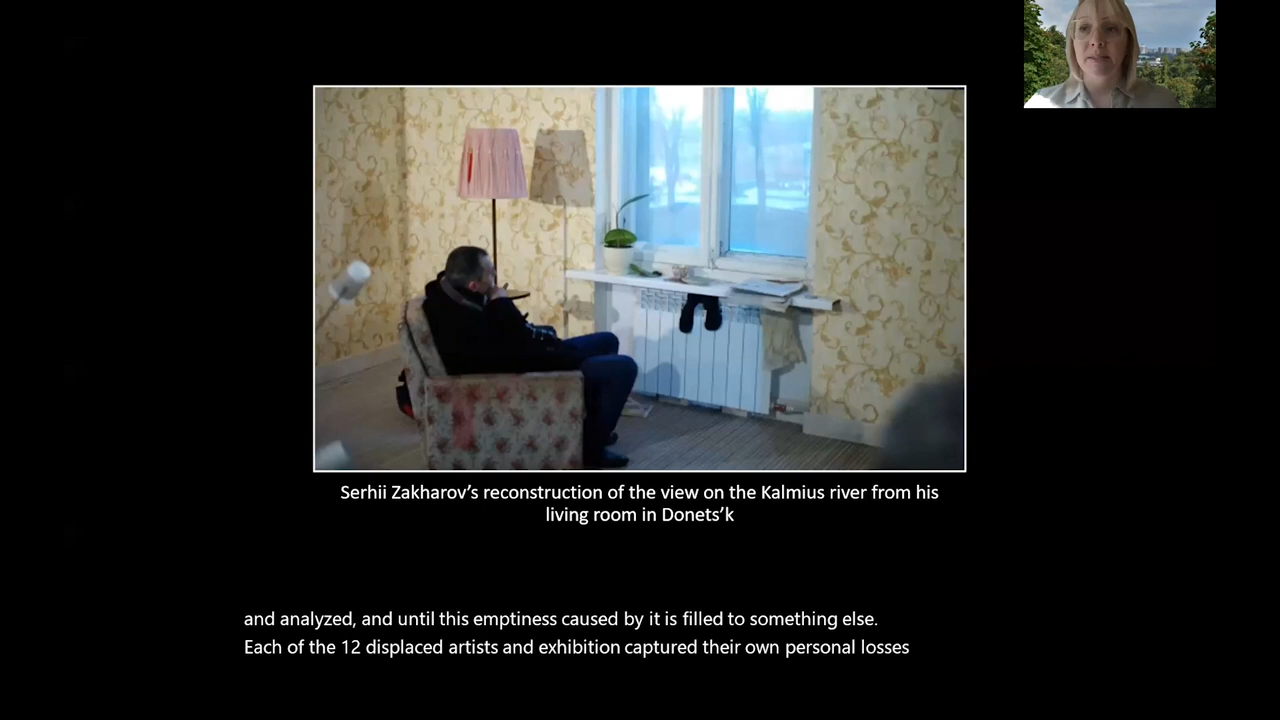 Serhii Zakharov’s reconstruction of the view on the Kalmius river from his
living room in Donets’k
and analyzed, and until this emptiness caused by it is filled to something else.
Each of the 12 displaced artists and exhibition captured their own personal losses